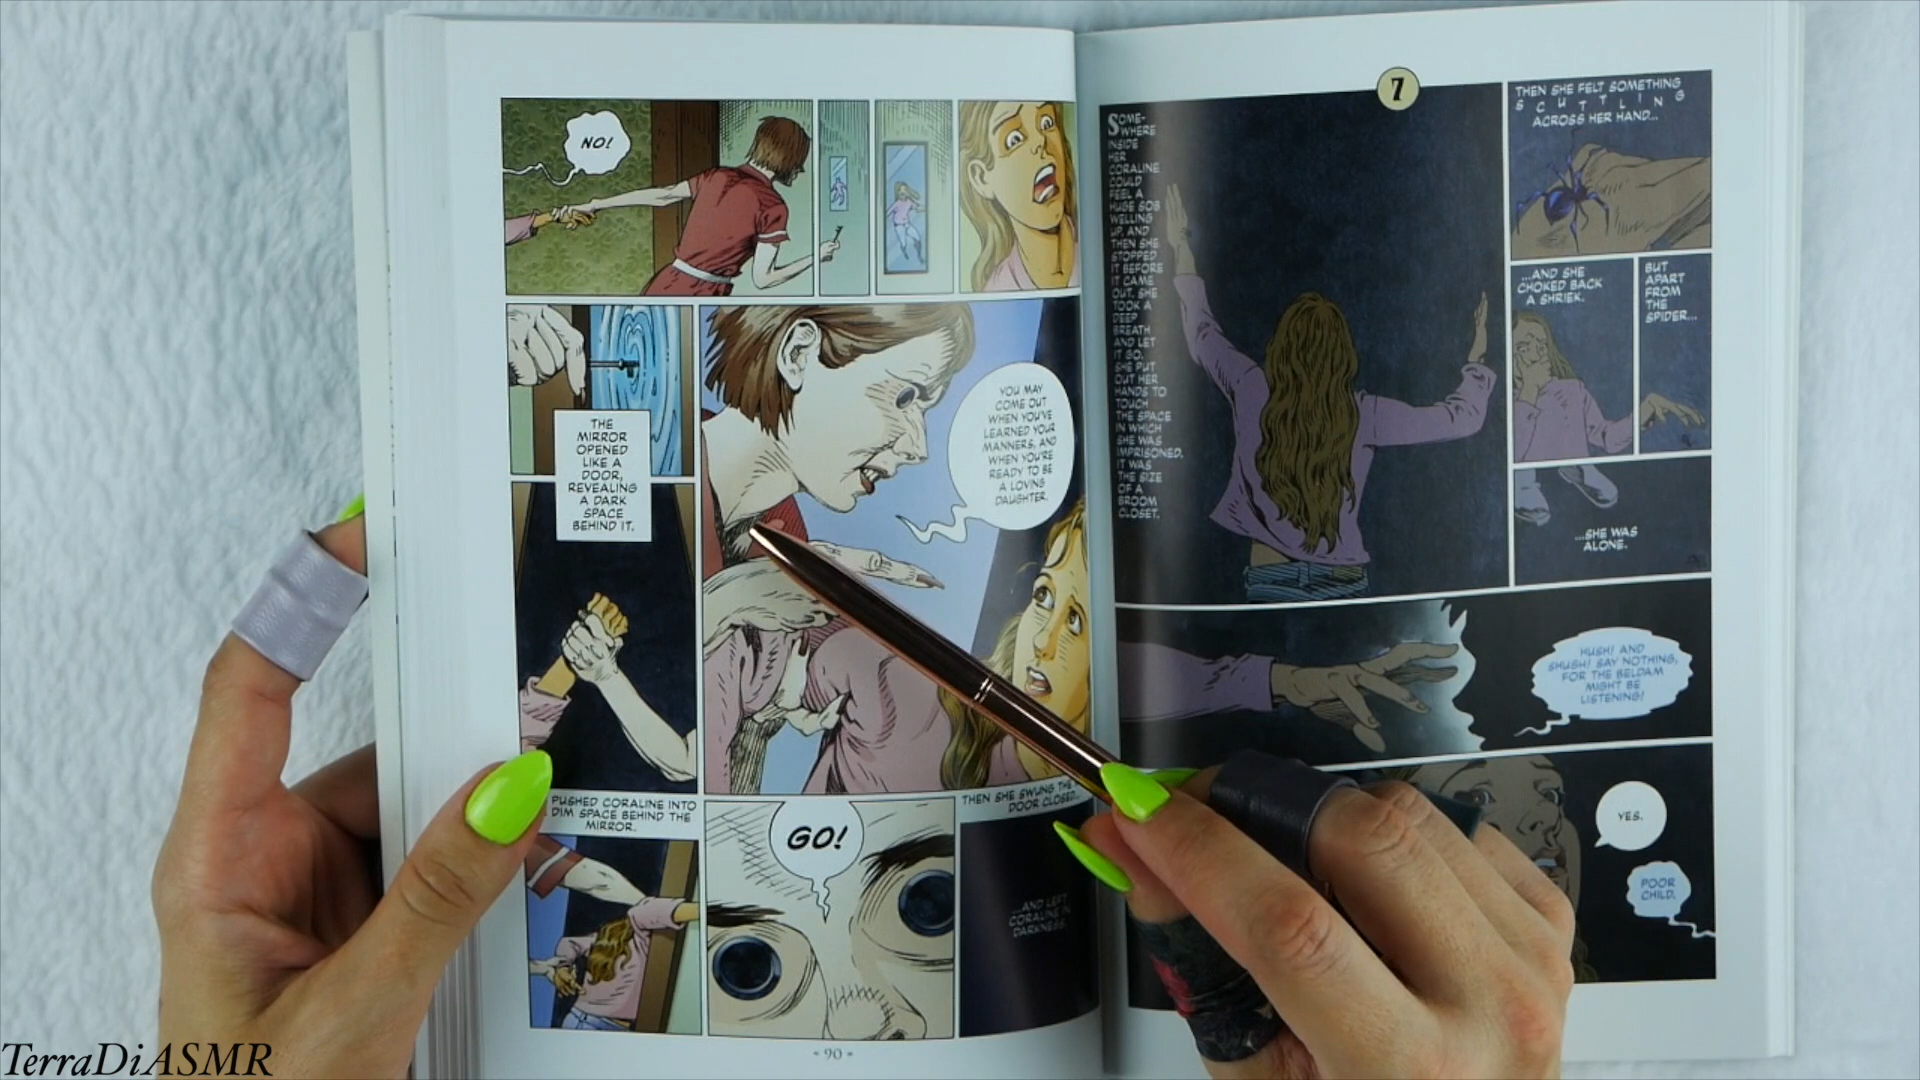 NO!
THE
MIRROR
OPENED
LIKE A
DOOR,
REVEALING
A DARK
SPACE
BEHIND IT.
YOU MAY
COME OUT
WHEN YOU'VE
LEARNED YOUR
MANNERS, AND
WHEN YOU'RE
READY TO BE
A LOVING
DAUGHTER.
PUSHED CORALINE INTO
DIM SPACE BEHIND THE
MIRROR.
GO!
THEN SHE SWUNG THE
DOOR CLOSED...
...AND LEFT
CORALINE IN
DARKNESS.
- 90 -
7
SOME-
WHERE
INSIDE
HER
CORALINE
COULD
FEEL A
HUGE SOB
WELLING
UP, AND
THEN SHE
STOPPED
IT BEFORE
IT CAME
OUT. SHE
TOOK A
DEEP
BREATH
AND LET
IT GO.
SHE PUT
OUT HER
HANDS TO
TOUCH
THE SPACE
IN WHICH
SHE WAS
IMPRISONED.
IT WAS
THE SIZE
OF A
BROOM
CLOSET.
THEN SHE FELT SOMETHING
SCUTTLING
ACROSS HER HAND...
...AND SHE
CHOKED BACK
A SHRIEK.
BUT
APART
FROM
THE
SPIDER...
...SHE WAS
ALONE.
HUSH! AND
SHUSH! SAY NOTHING,
FOR THE BELDAM
MIGHT BE
LISTENING!
YES.
POOR
CHILD.
TerraDiASMR